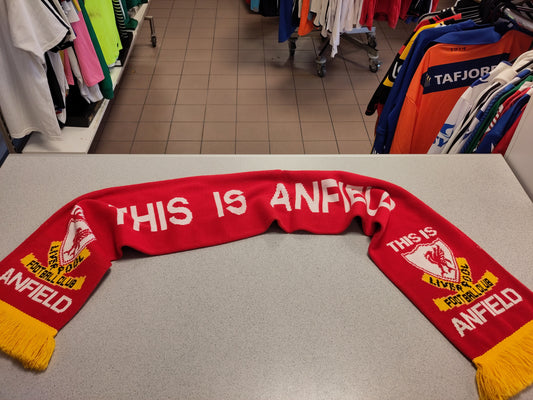 TAFJORD
THIS IS ANFIELD
LIVERPOOL
FOOTBALL CLUB
ANFIELD
THIS IS
LIVERPOOL
FOOTBALL CLUB
ANFIELD